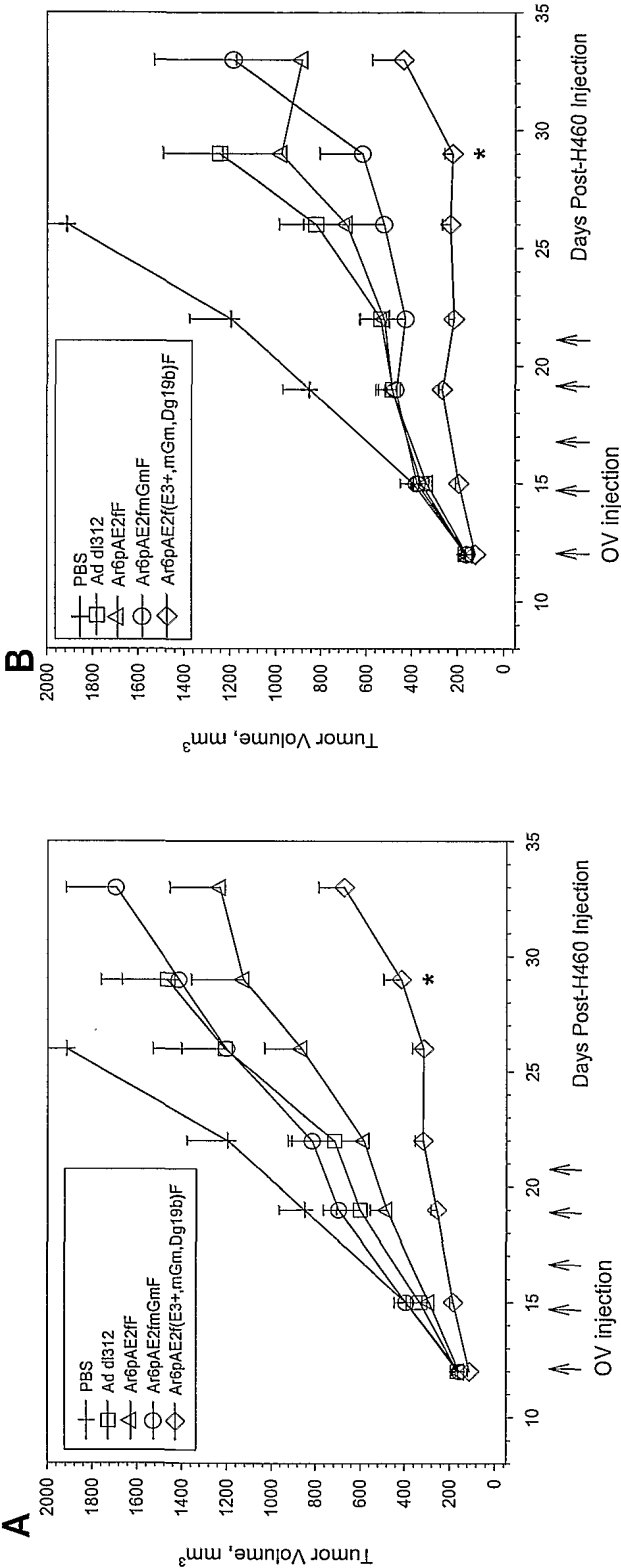 A
Tumor Volume, mm3
2000
1800
1600
1400
1200
1000
800
600
400
200
0
PBS
Ad dl312
Ar6pAE2fF
Ar6pAE2fmGmF
Ar6pAE2f(E3+,mGm,Dg19b)F
*
10
15
20
25
30
35
OV injection
Days Post-H460 Injection
B
Tumor Volume, mm3
2000
1800
1600
1400
1200
1000
800
600
400
200
0
PBS
Ad dl312
Ar6pAE2fF
Ar6pAE2fmGmF
Ar6pAE2f(E3+,mGm,Dg19b)F
*
10
15
20
25
30
35
OV injection
Days Post-H460 Injection